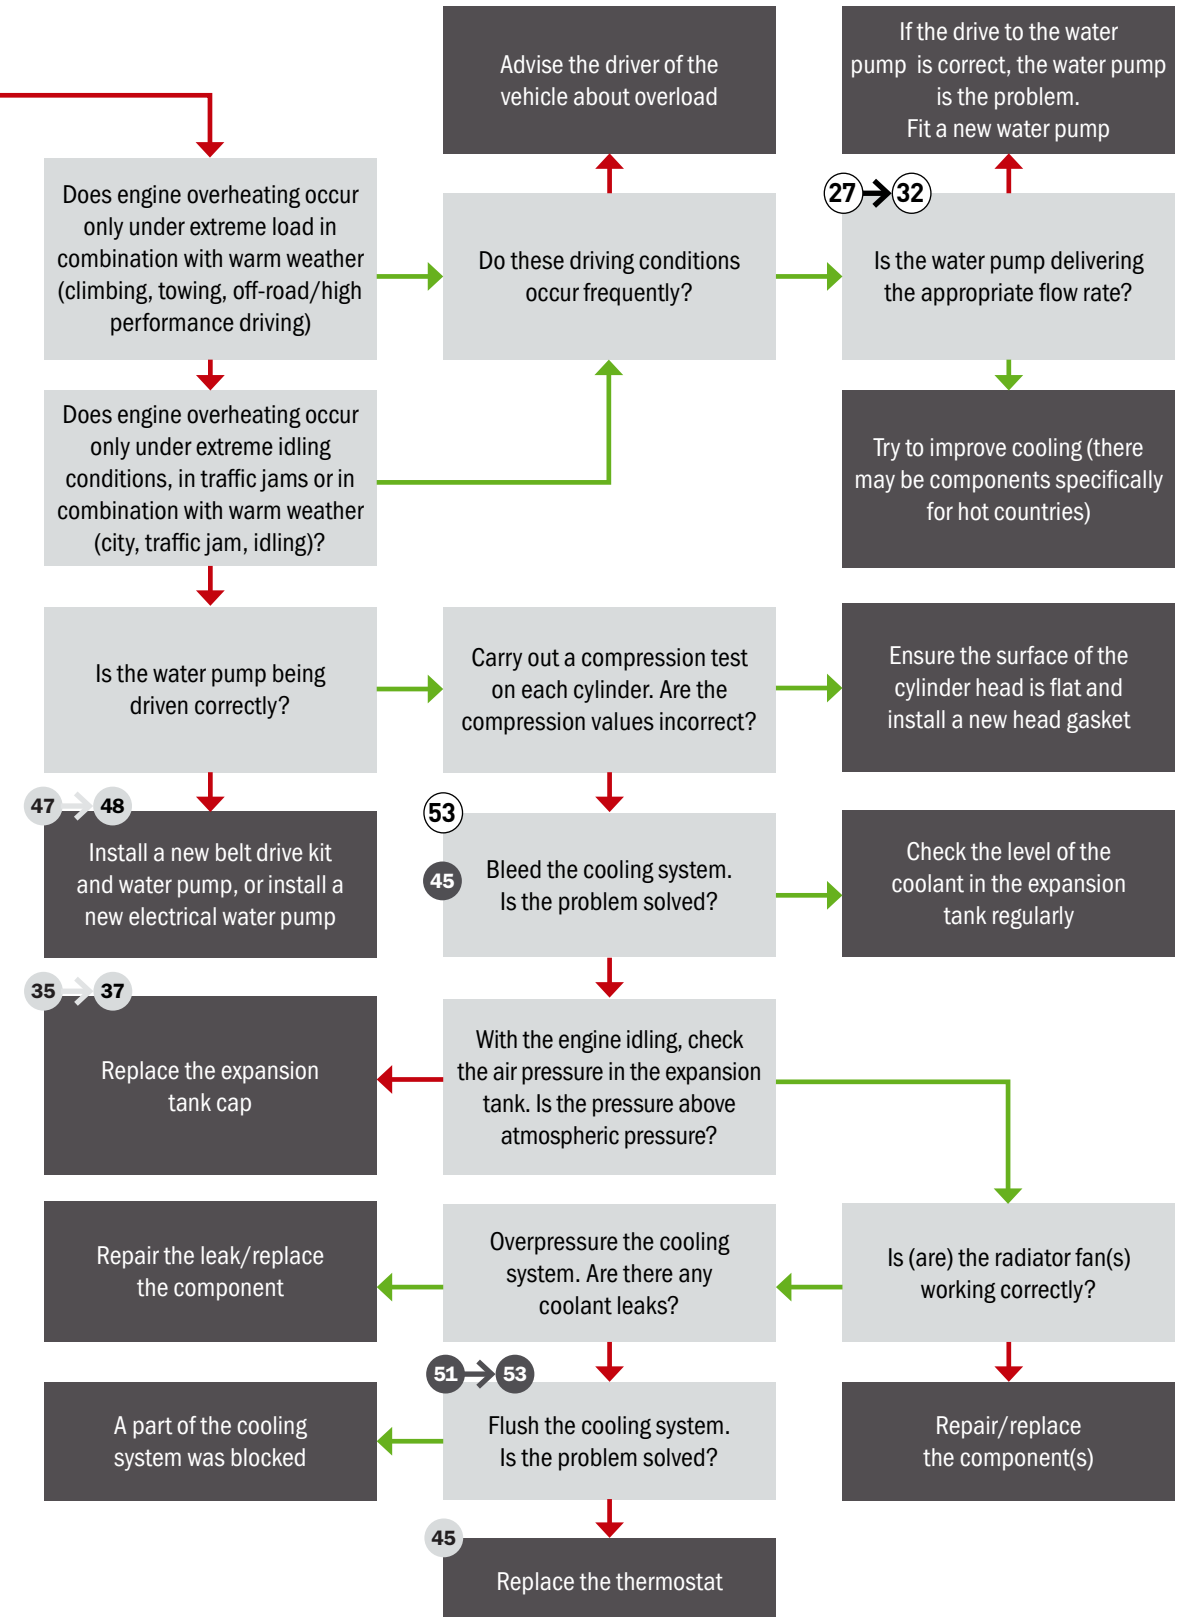 Advise the driver of the
vehicle about overload
If the drive to the water
pump is correct, the water pump
is the problem.
Fit a new water pump
Does engine overheating occur
only under extreme load in
combination with warm weather
(climbing, towing, off-road/high
performance driving)
Do these driving conditions
occur frequently?
27 32
Is the water pump delivering
the appropriate flow rate?
Does engine overheating occur
only under extreme idling
conditions, in traffic jams or in
combination with warm weather
(city, traffic jam, idling)?
Try to improve cooling (there
may be components specifically
for hot countries)
Is the water pump being
driven correctly?
Carry out a compression test
on each cylinder. Are the
compression values incorrect?
Ensure the surface of the
cylinder head is flat and
install a new head gasket
47 48
Install a new belt drive kit
and water pump, or install a
new electrical water pump
53
45
Bleed the cooling system.
Is the problem solved?
Check the level of the
coolant in the expansion
tank regularly
35 37
Replace the expansion
tank cap
With the engine idling, check
the air pressure in the expansion
tank. Is the pressure above
atmospheric pressure?
Repair the leak/replace
the component
Overpressure the cooling
system. Are there any
coolant leaks?
Is (are) the radiator fan(s)
working correctly?
A part of the cooling
system was blocked
51 53
Flush the cooling system.
Is the problem solved?
Repair/replace
the component(s)
45
Replace the thermostat